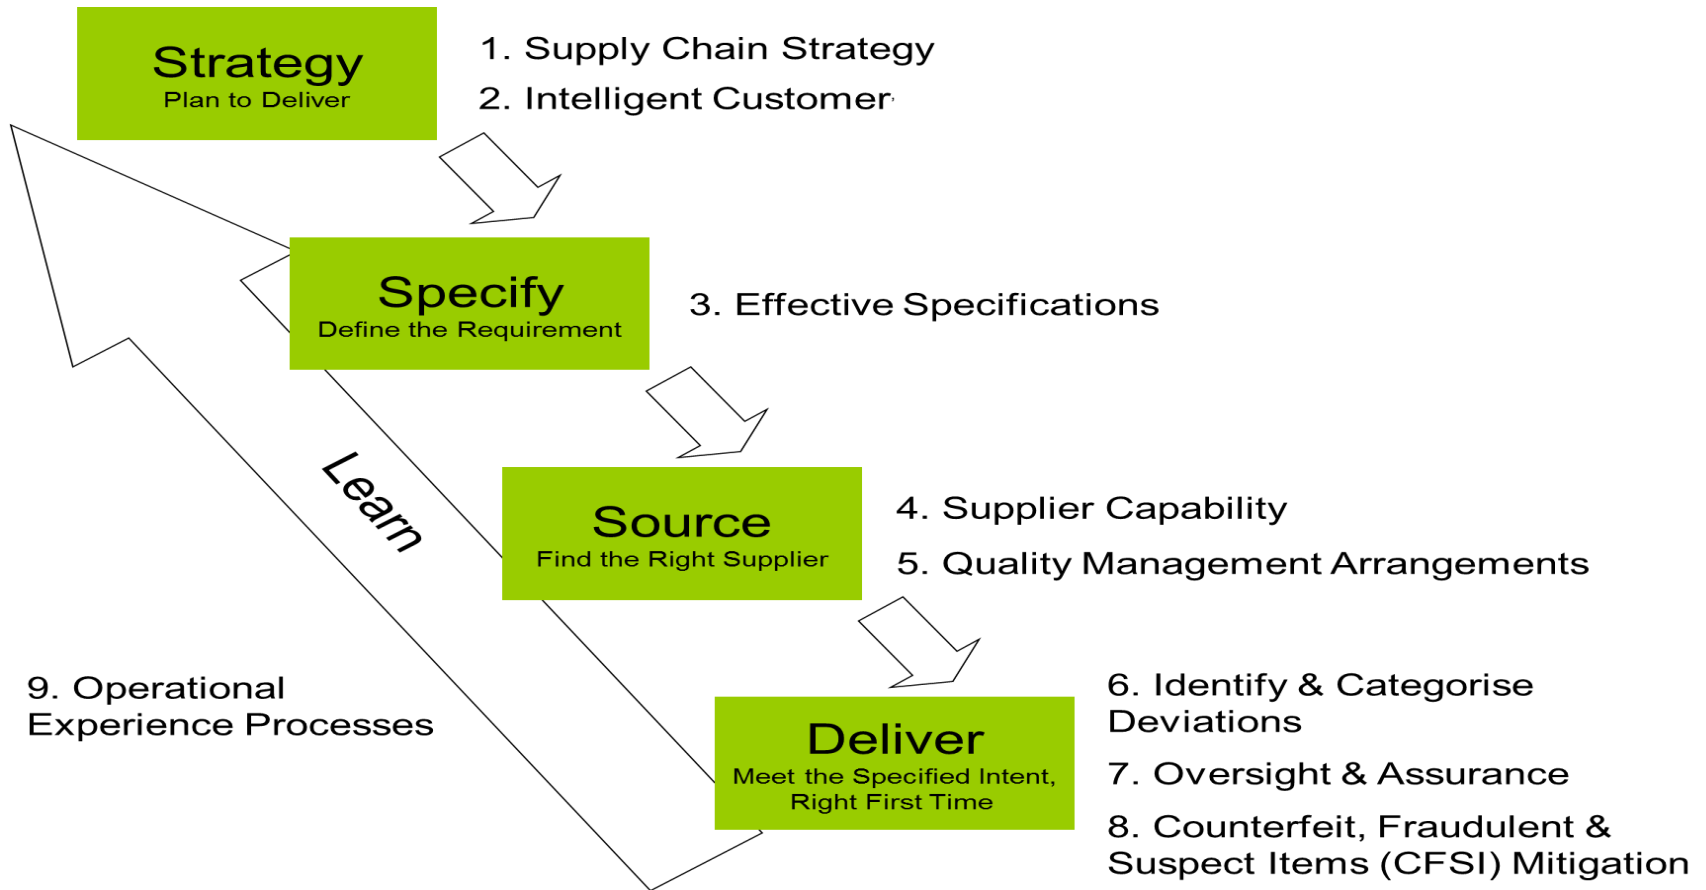 Strategy
Plan to Deliver
1. Supply Chain Strategy
2. Intelligent Customer,
Specify
Define the Requirement
3. Effective Specifications
Learn
Source
Find the Right Supplier
4. Supplier Capability
5. Quality Management Arrangements
9. Operational
Experience Processes
Deliver
Meet the Specified Intent,
Right First Time
6. Identify & Categorise
Deviations
7. Oversight & Assurance
8. Counterfeit, Fraudulent &
Suspect Items (CFSI) Mitigation